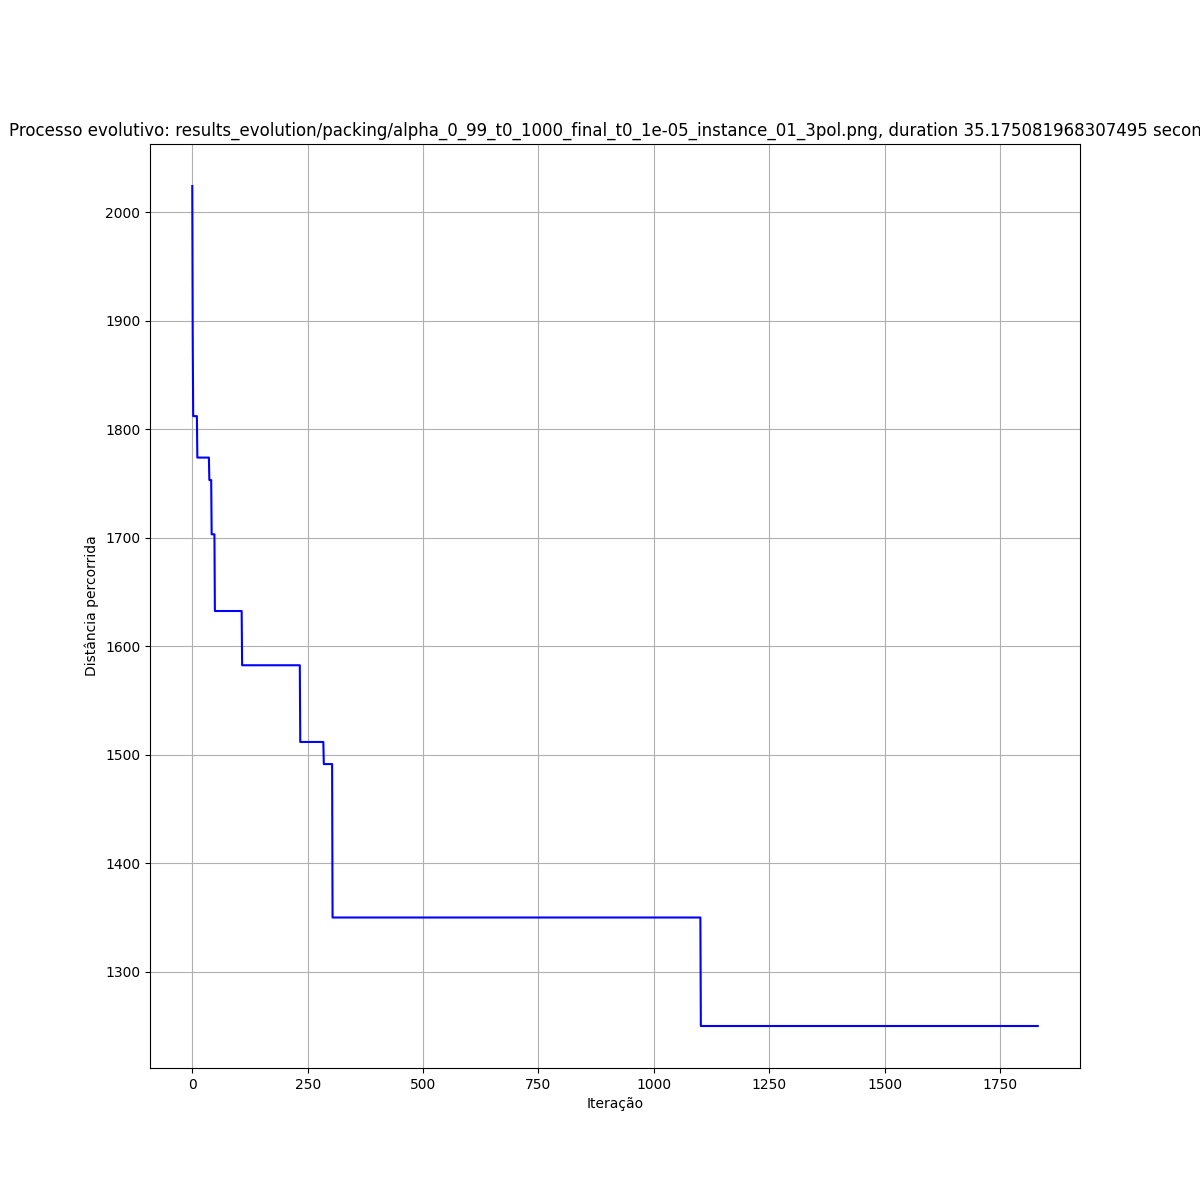 Processo evolutivo: results_evolution/packing/alpha_0_99_t0_1000_final_t0_1e-05_instance_01_3pol.png, duration 35.175081968307495 secon
2000
1900
1800
1700
1600
1500
1400
1300
Distância percorrida
0 250 500 750 1000 1250 1500 1750
Iteração